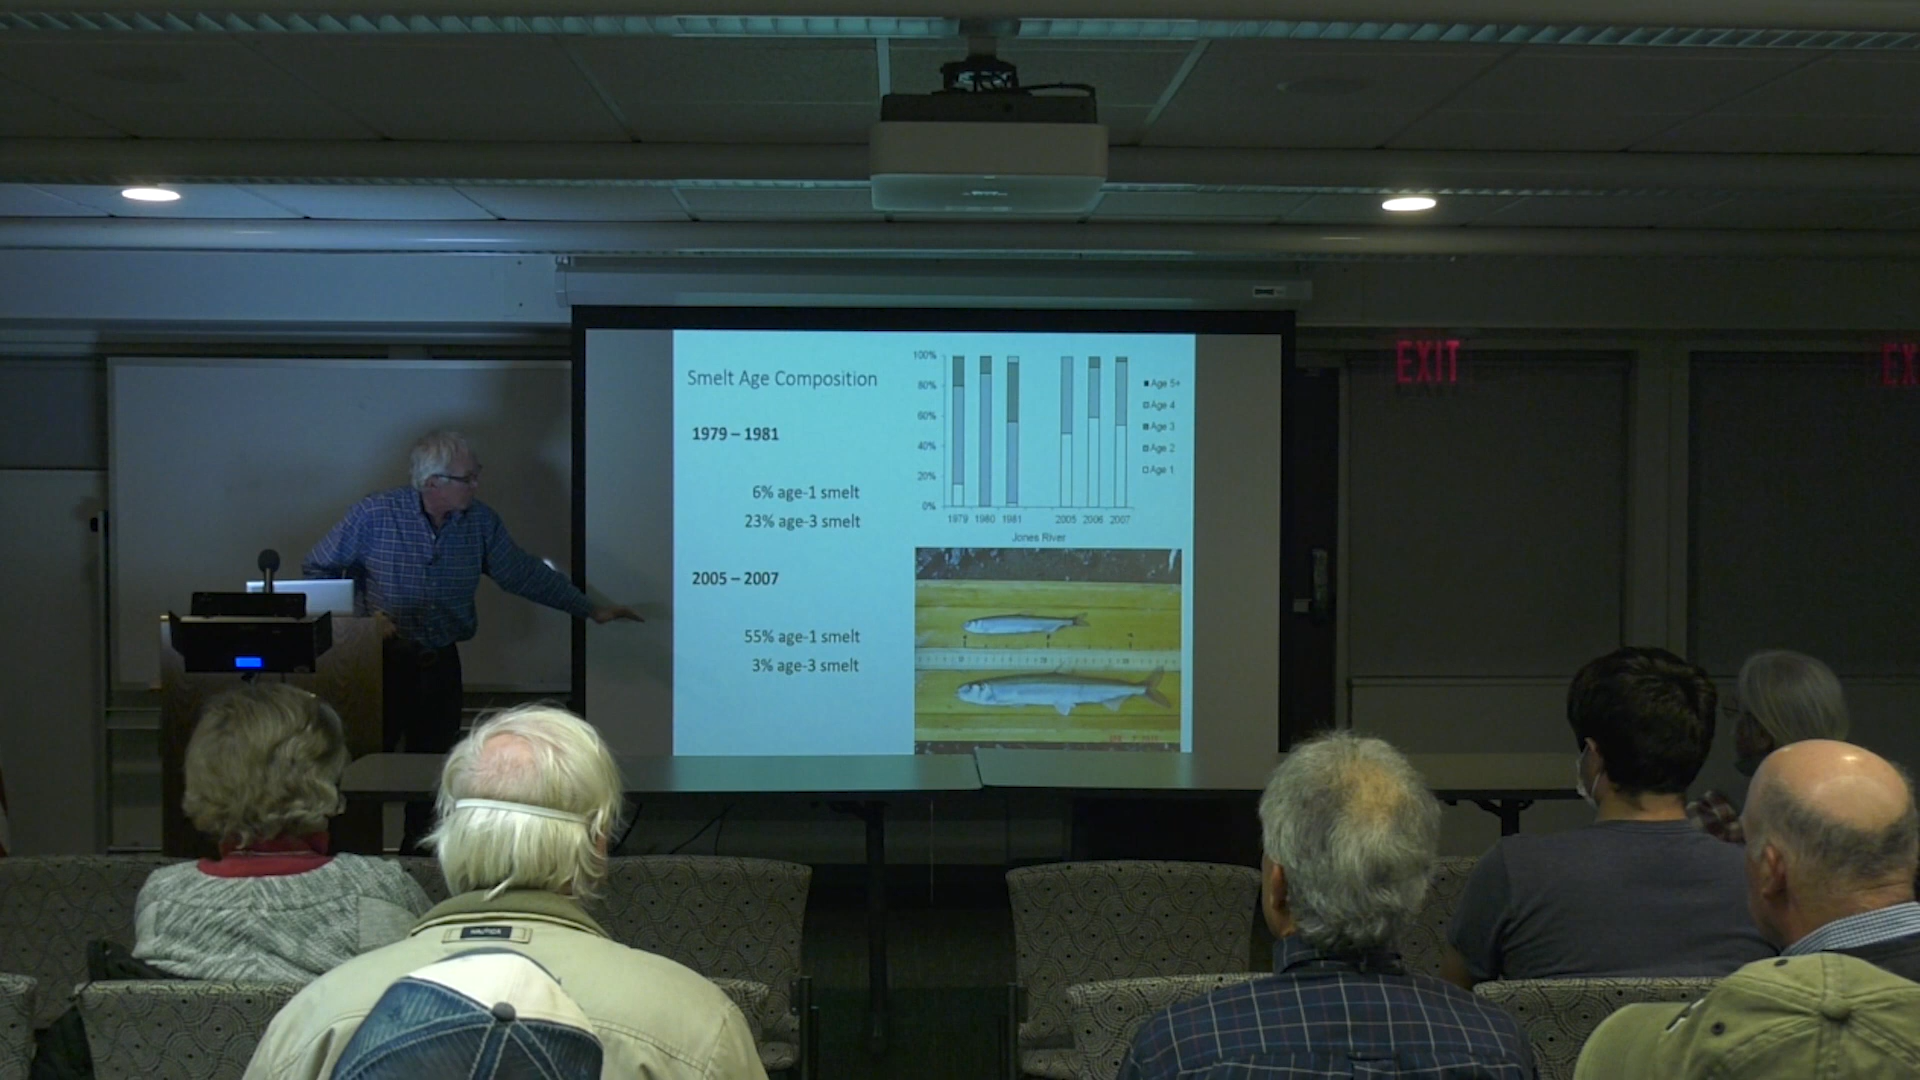 Smelt Age Composition
1979 – 1981
6% age-1 smelt
23% age-3 smelt
2005 – 2007
55% age-1 smelt
3% age-3 smelt
100%
80%
60%
40%
20%
0%
1979 1980 1981 2005 2006 2007
Jones River
Age 5+
Age 4
Age 3
Age 2
Age 1
EXIT
EX
NAUTICA